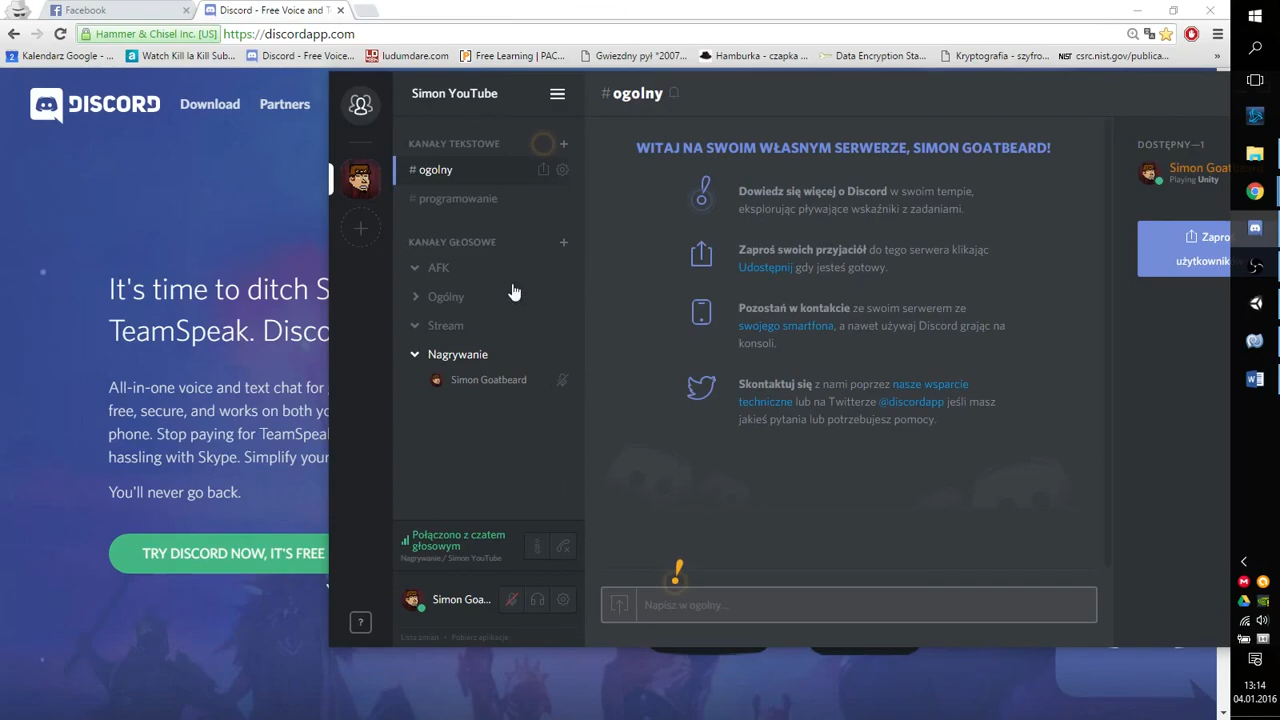 Facebook
Discord - Free Voice and T
Hammer & Chisel Inc. [US]
https://discordapp.com
Kalendarz Google - ...
Watch Kill la Kill Sub...
Discord - Free Voice...
ludumdare.com
Free Learning | PAC...
Gwiezdny pył *2007...
Hamburka - czapka w...
Data Encryption Sta...
Kryptografia - szyfro...
NIST
csrc.nist.gov/publica...
»
DISCORD
Download
Partners
It's time to ditch S
TeamSpeak. Disco
All-in-one voice and text chat for g
free, secure, and works on both yo
phone. Stop paying for TeamSpeak
hassling with Skype. Simplify your
You'll never go back.
TRY DISCORD NOW, IT'S FREE
Simon YouTube
KANAŁY TEKSTOWE
# ogolny
# programowanie
KANAŁY GŁOSOWE
AFK
Ogólny
Stream
Nagrywanie
Simon Goatbeard
Połączono z czatem
głosowym
Nagrywanie / Simon YouTube
Simon Goa...
Lista zmian • Pobierz aplikacje
?
#ogolny
WITAJ NA SWOIM WŁASNYM SERWERZE, SIMON GOATBEARD!
Dowiedz się więcej o Discord w swoim tempie,
eksplorując pływające wskaźniki z zadaniami.
Zaproś swoich przyjaciół do tego serwera klikając
Udostępnij gdy jesteś gotowy.
Pozostań w kontakcie ze swoim serwerem ze
swojego smartfona, a nawet używaj Discord grając na
konsoli.
Skontaktuj się z nami poprzez nasze wsparcie
techniczne lub na Twitterze @discordapp jeśli masz
jakieś pytania lub potrzebujesz pomocy.
Napisz w ogolny...
DOSTĘPNY—1
Simon Goatbeard
Playing Unity
Zapro
użytkowników
13:14
04.01.2016